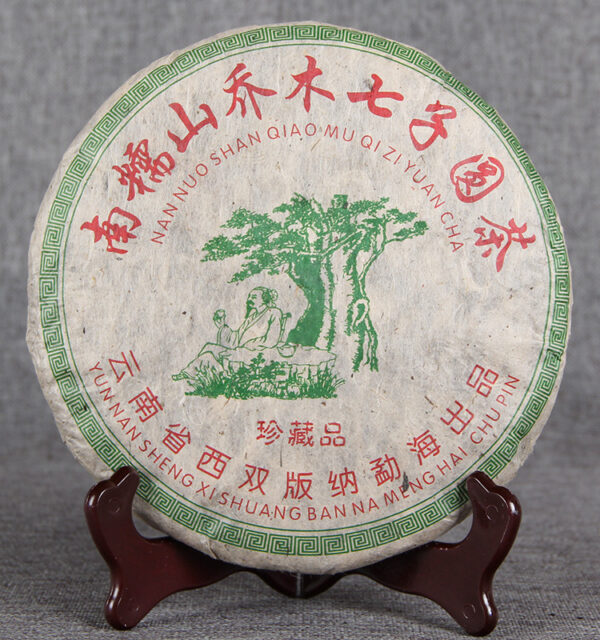 南糯山乔木七子圆茶
NAN NUO SHAN QIAO MU QI ZI YUAN CHA
珍藏品
云南省西双版纳勐海出品
YUN NAN SHENG XI SHUANG BAN NA MENG HAI CHU PIN